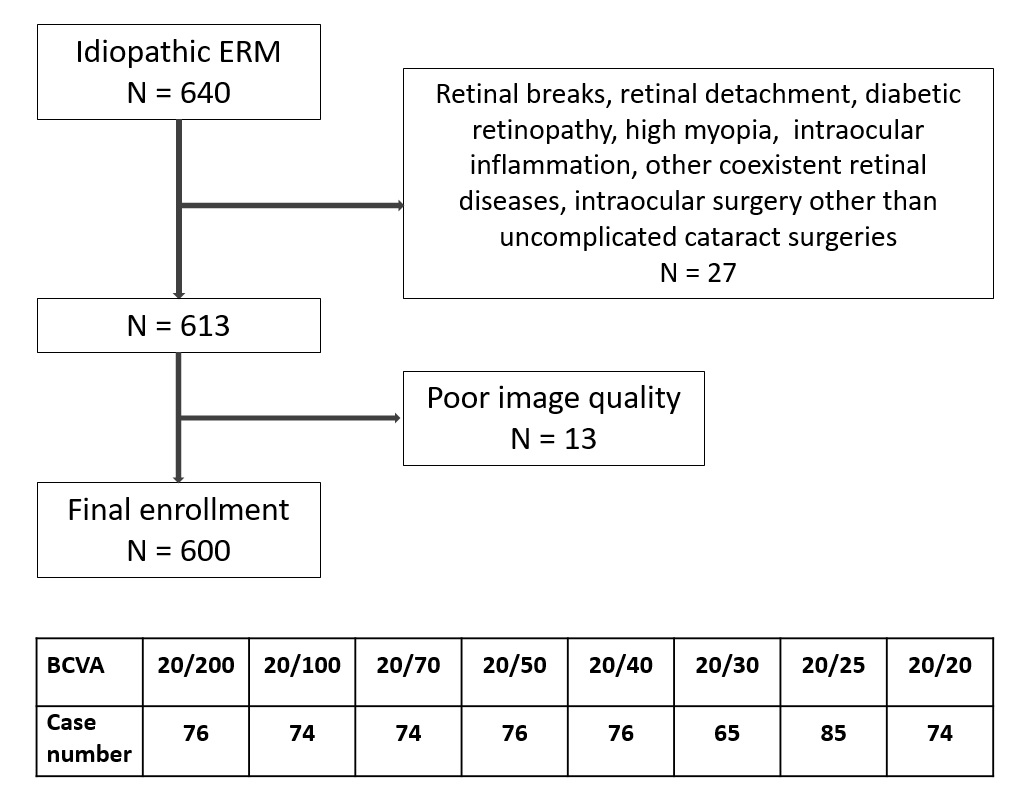 Idiopathic ERM
N = 640
Retinal breaks, retinal detachment, diabetic
retinopathy, high myopia, intraocular
inflammation, other coexistent retinal
diseases, intraocular surgery other than
uncomplicated cataract surgeries
N = 27
N = 613
Poor image quality
N = 13
Final enrollment
N = 600
BCVA 20/200 20/100 20/70 20/50 20/40 20/30 20/25 20/20
Case
number 76 74 74 76 76 65 85 74